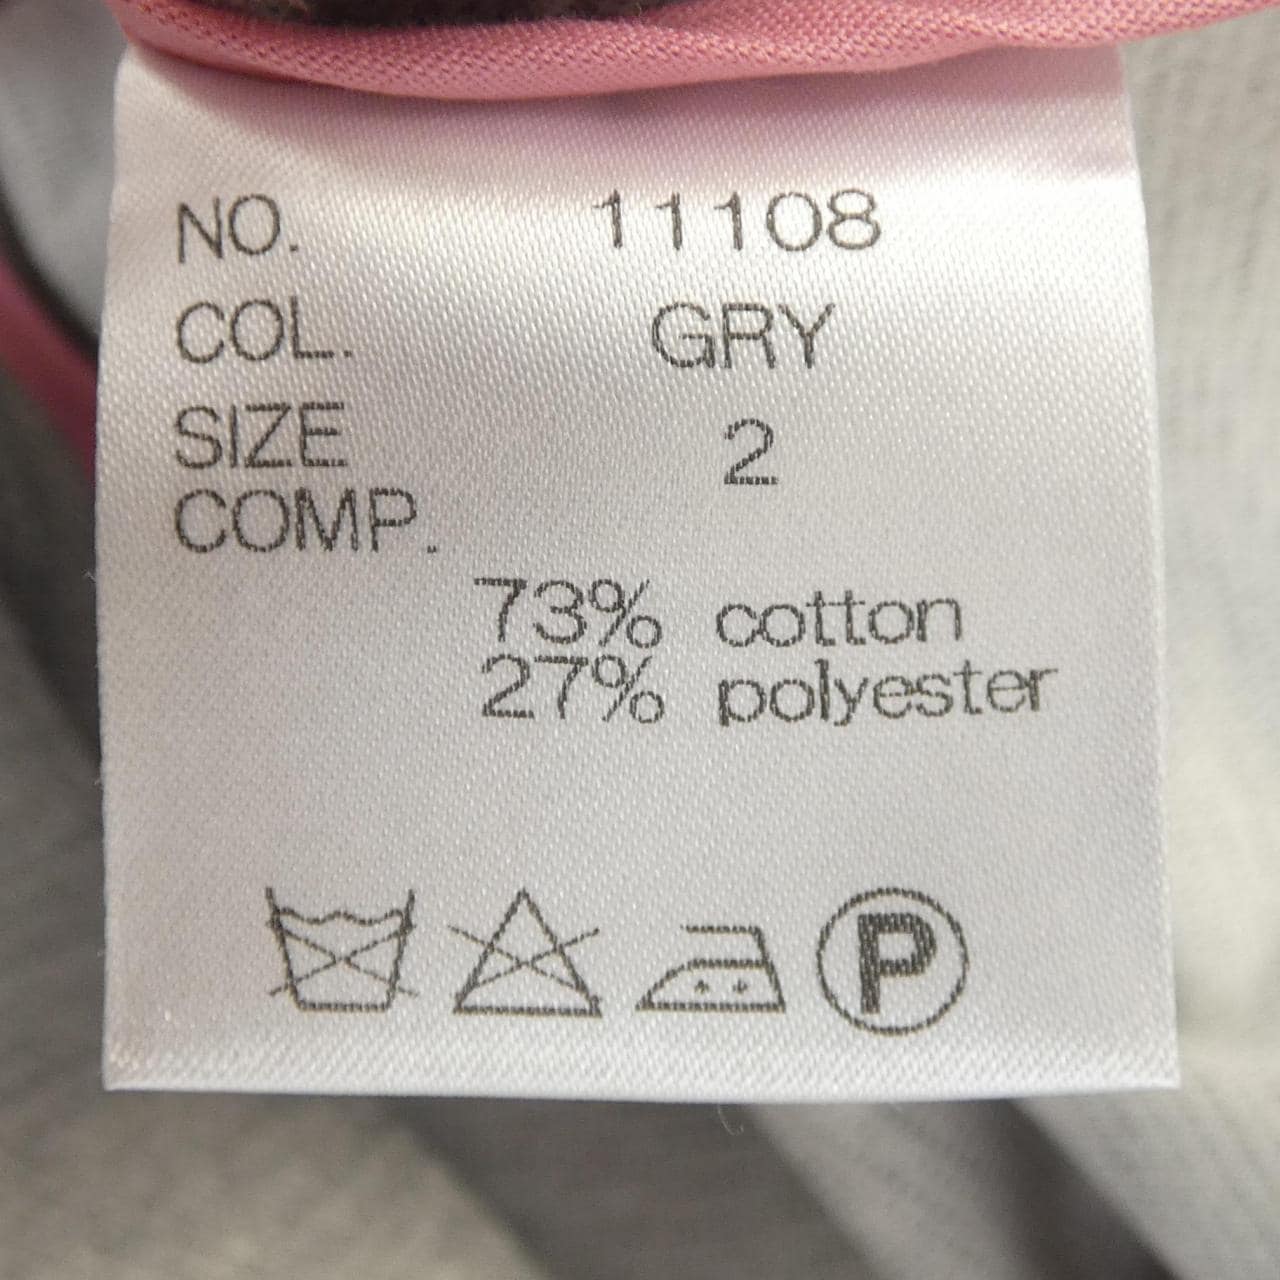 NO. 11108
COL. GRY
SIZE 2
COMP.
73% cotton
27% polyester
P